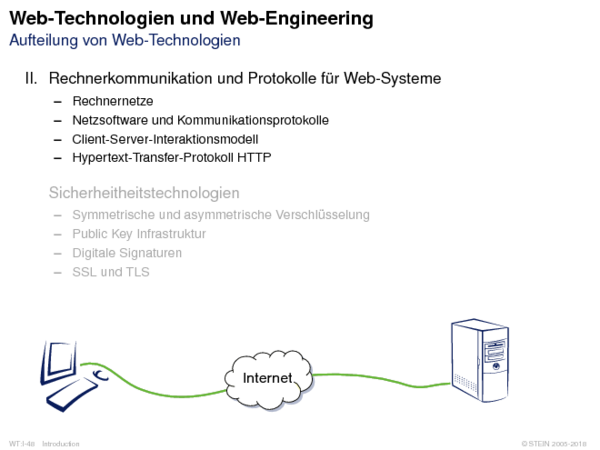 Web-Technologien und Web-Engineering
Aufteilung von Web-Technologien
II. Rechnerkommunikation und Protokolle für Web-Systeme
– Rechnernetze
– Netzsoftware und Kommunikationsprotokolle
– Client-Server-Interaktionsmodell
– Hypertext-Transfer-Protokoll HTTP
Sicherheitheitstechnologien
– Symmetrische und asymmetrische Verschlüsselung
– Public Key Infrastruktur
– Digitale Signaturen
– SSL und TLS
Internet
WT:I-48 Introduction
© STEIN 2005-2018